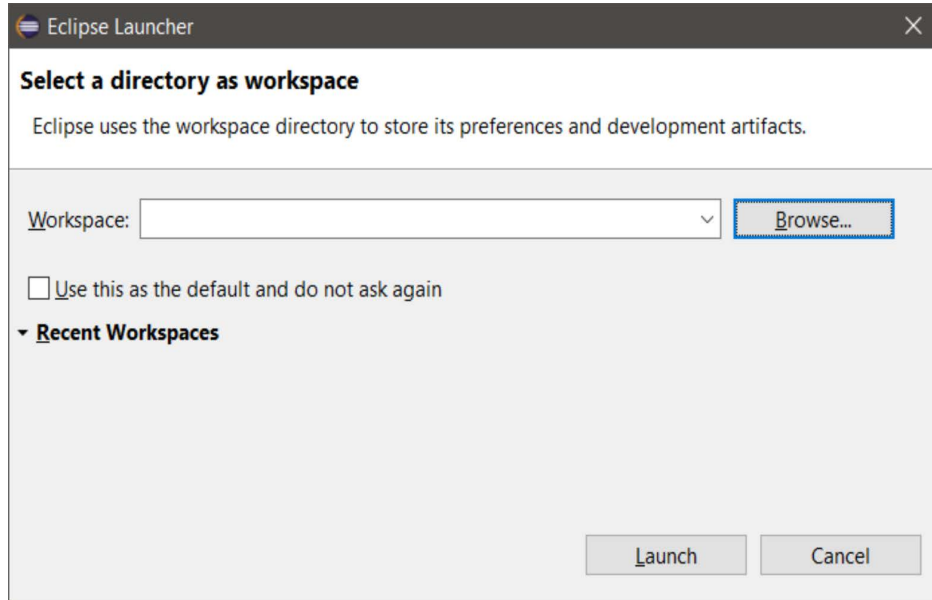 Eclipse Launcher
Select a directory as workspace
Eclipse uses the workspace directory to store its preferences and development artifacts.
Workspace: Browse...
Use this as the default and do not ask again
Recent Workspaces
Launch Cancel